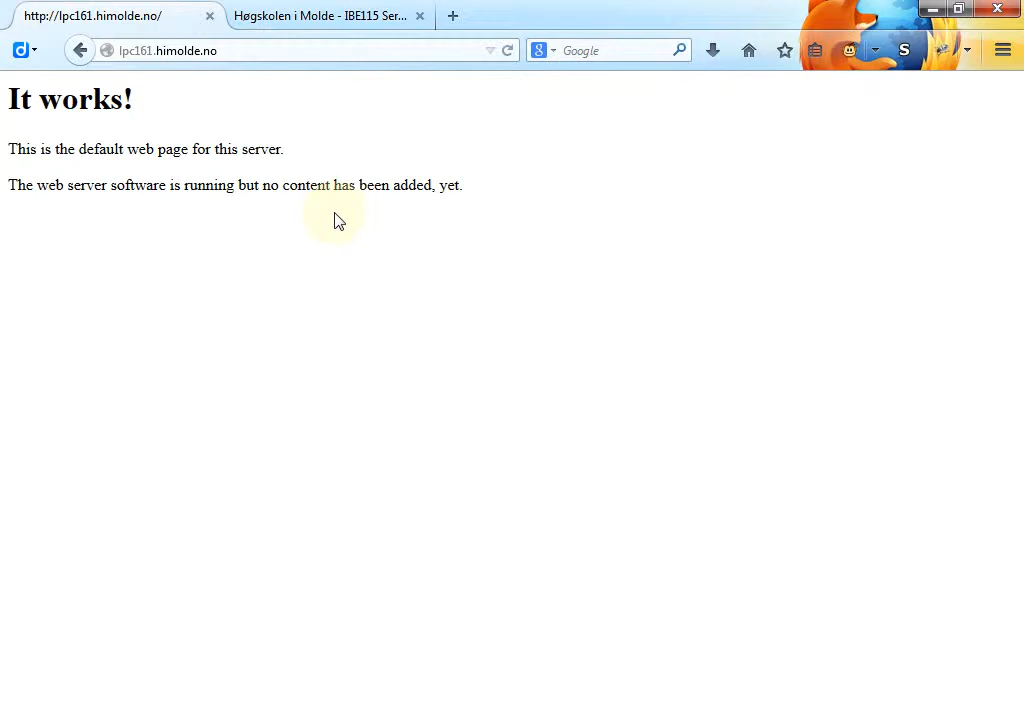 http://lpc161.himolde.no/
Høgskolen i Molde - IBE115 Ser...
lpc161.himolde.no
Google
It works!
This is the default web page for this server.
The web server software is running but no content has been added, yet.